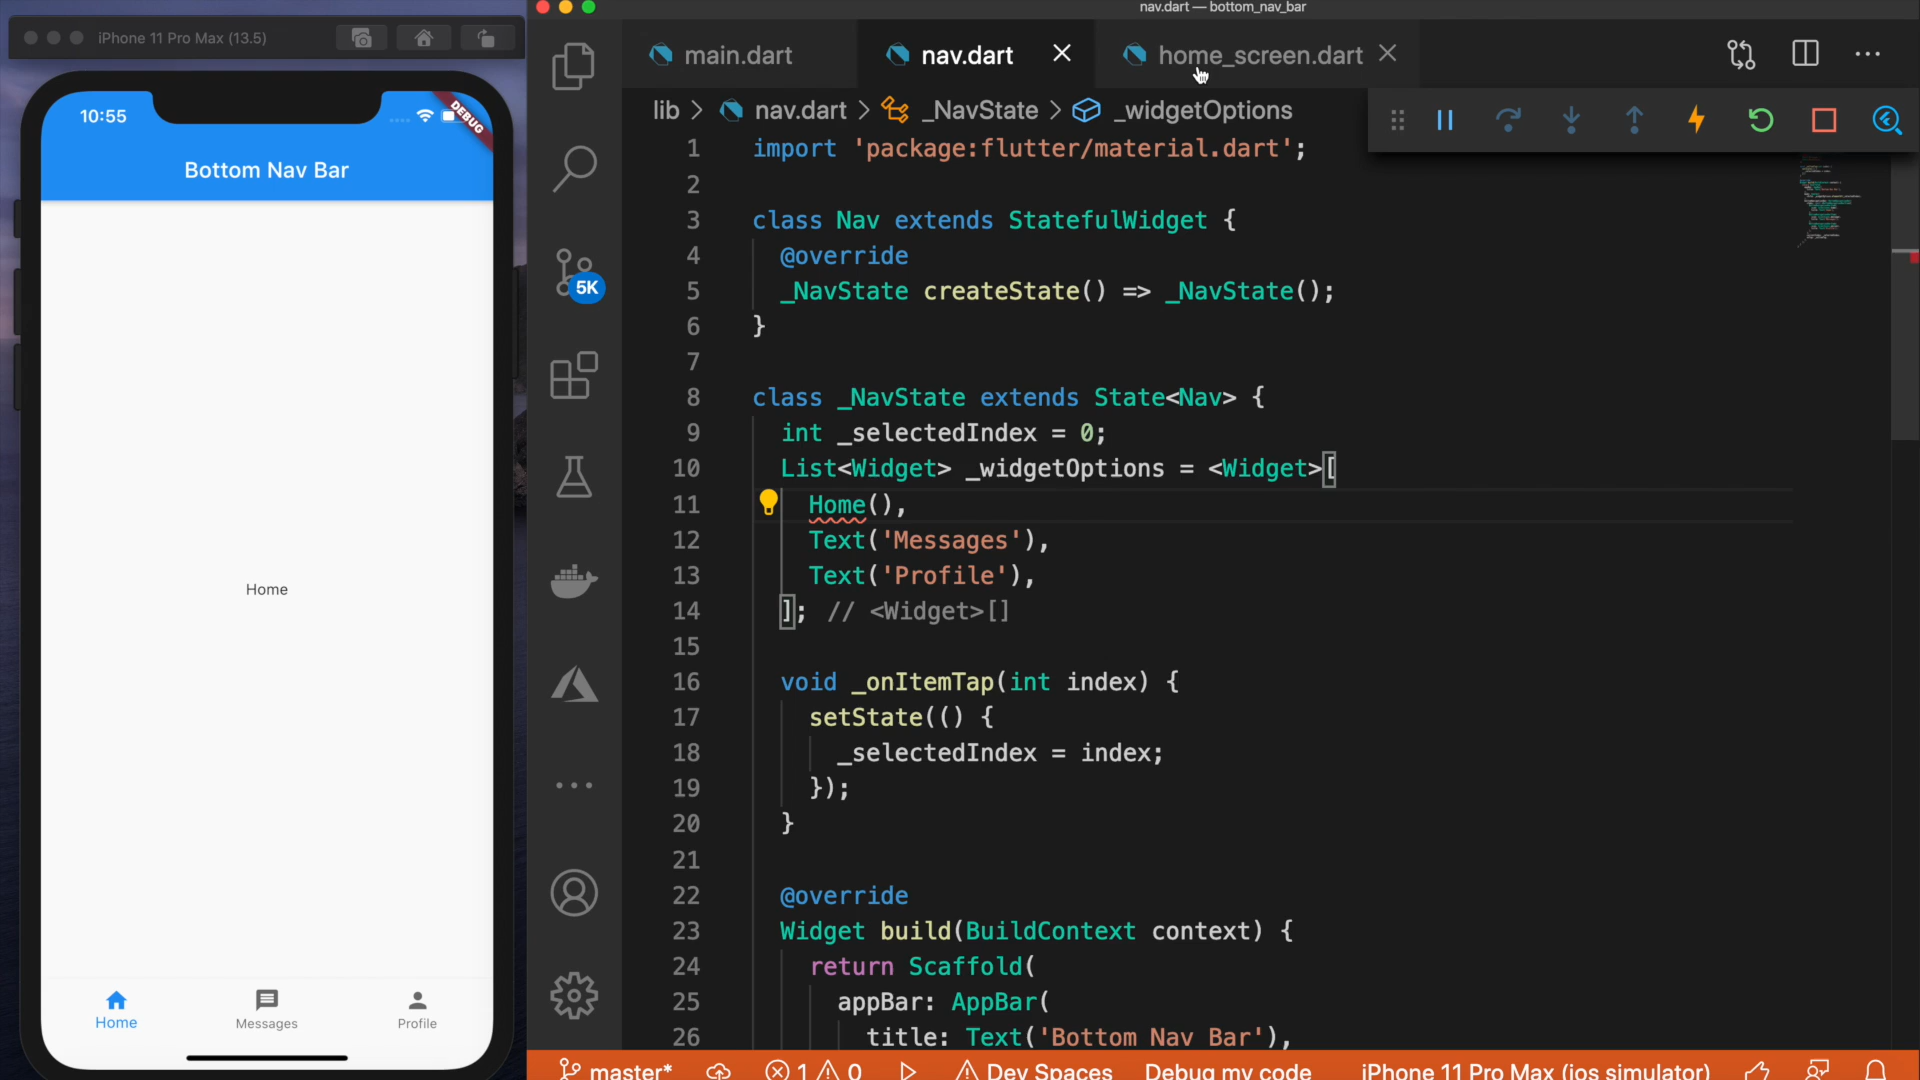 nav.dart — bottom_nav_bar
iPhone 11 Pro Max (13.5)
10:55
DEBUG
Bottom Nav Bar
Home
Home
Messages
Profile
5K
main.dart
nav.dart
home_screen.dart
lib > nav.dart > _NavState > _widgetOptions
1 import 'package:flutter/material.dart';
2
3 class Nav extends StatefulWidget {
4 @override
5 _NavState createState() => _NavState();
6 }
7
8 class _NavState extends State<Nav> {
9 int _selectedIndex = 0;
10 List<Widget> _widgetOptions = <Widget>[
11 Home(),
12 Text('Messages'),
13 Text('Profile'),
14 ]; // <Widget>[]
15
16 void _onItemTap(int index) {
17 setState(() {
18 _selectedIndex = index;
19 });
20 }
21
22 @override
23 Widget build(BuildContext context) {
24 return Scaffold(
25 appBar: AppBar(
26 title: Text('Bottom Nav Bar'),
master* 1 0 Dev Spaces Debug my code iPhone 11 Pro Max (ios simulator)